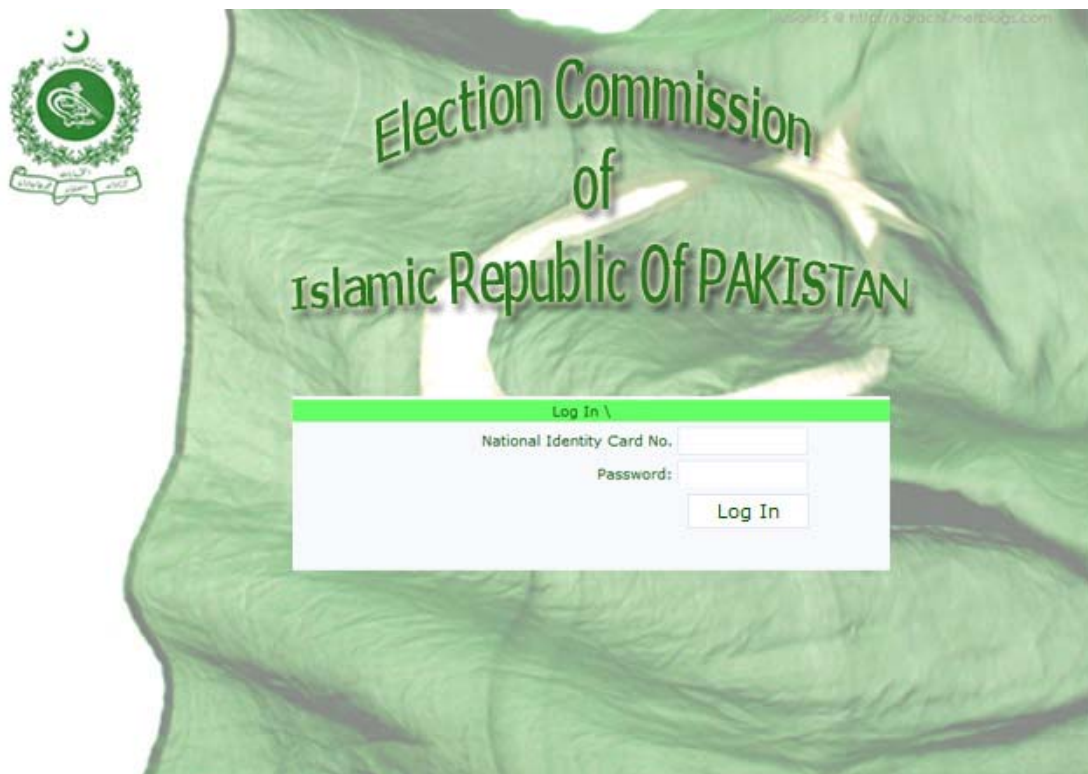 Election Commission
of
Islamic Republic Of PAKISTAN
Log In \
National Identity Card No.
Password:
Log In